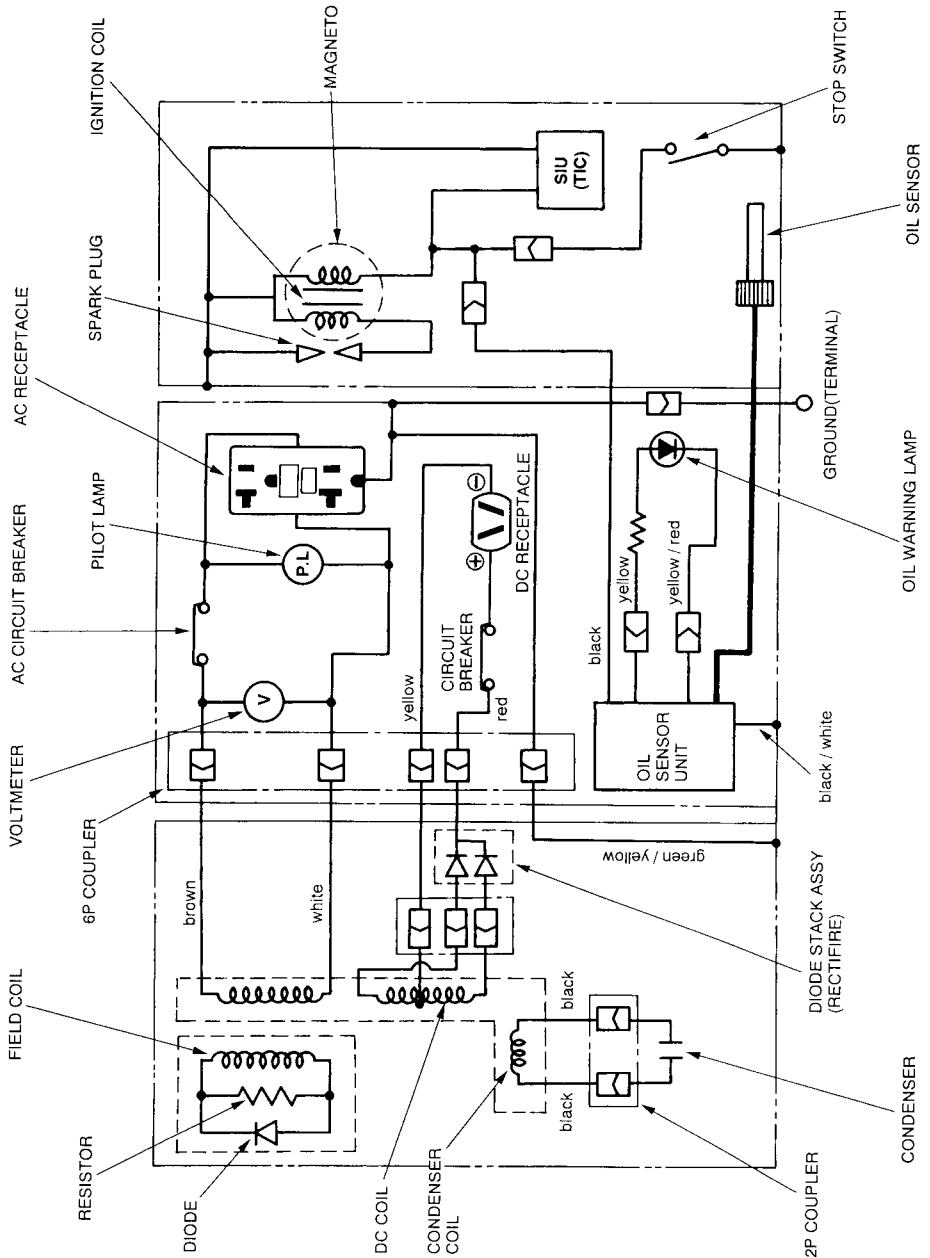 FIELD COIL
6P COUPLER
VOLTMETER
AC CIRCUIT BREAKER
PILOT LAMP
AC RECEPTACLE
SPARK PLUG
IGNITION COIL
MAGNETO
RESISTOR
DIODE
DC COIL
CONDENSER
COIL
brown
white
V
P.L
yellow
CIRCUIT
BREAKER
red
⊕
⊖
DC RECEPTACLE
SIU
(TIC)
black
black
green / yellow
OIL
SENSOR
UNIT
black
yellow
yellow / red
black / white
2P COUPLER
CONDENSER
DIODE STACK ASSY
(RECTIFIRE)
OIL WARNING LAMP
GROUND(TERMINAL)
OIL SENSOR
STOP SWITCH